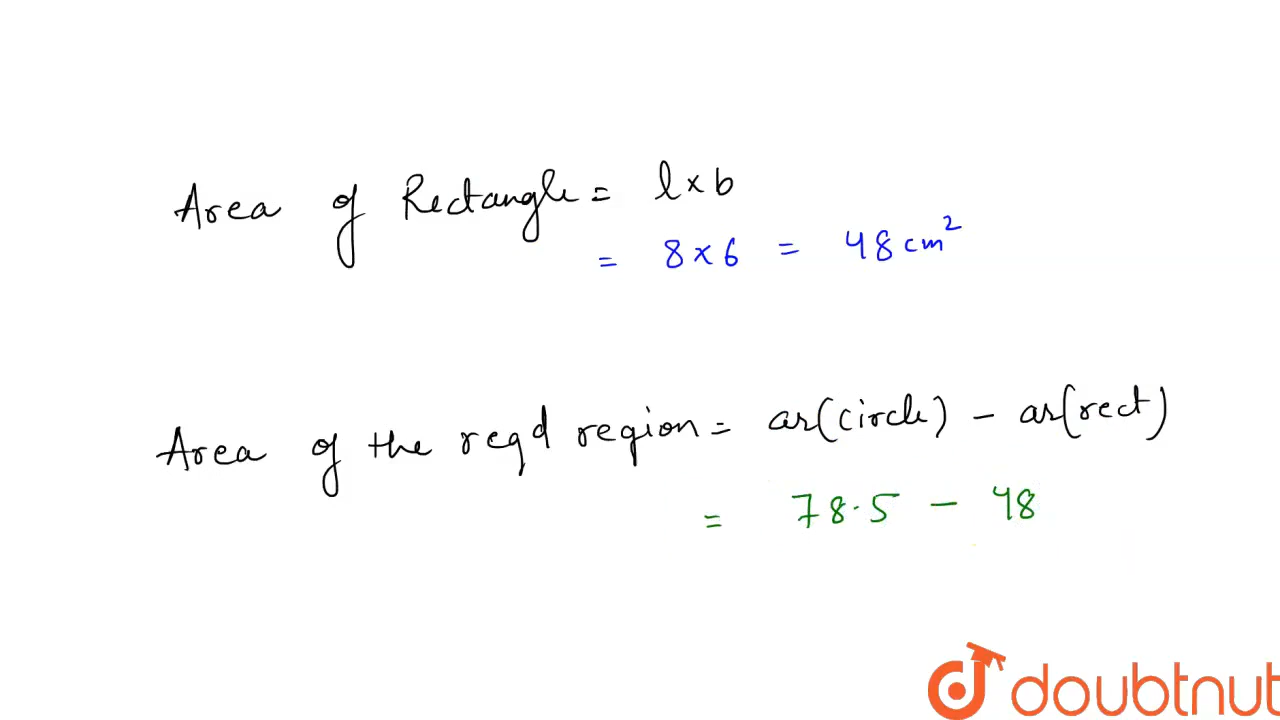 Area of Rectangle = l × b
= 8 × 6 = 48 cm²
Area of the reqd region = ar(circle) - ar(rect)
= 78.5 - 48
doubtnut